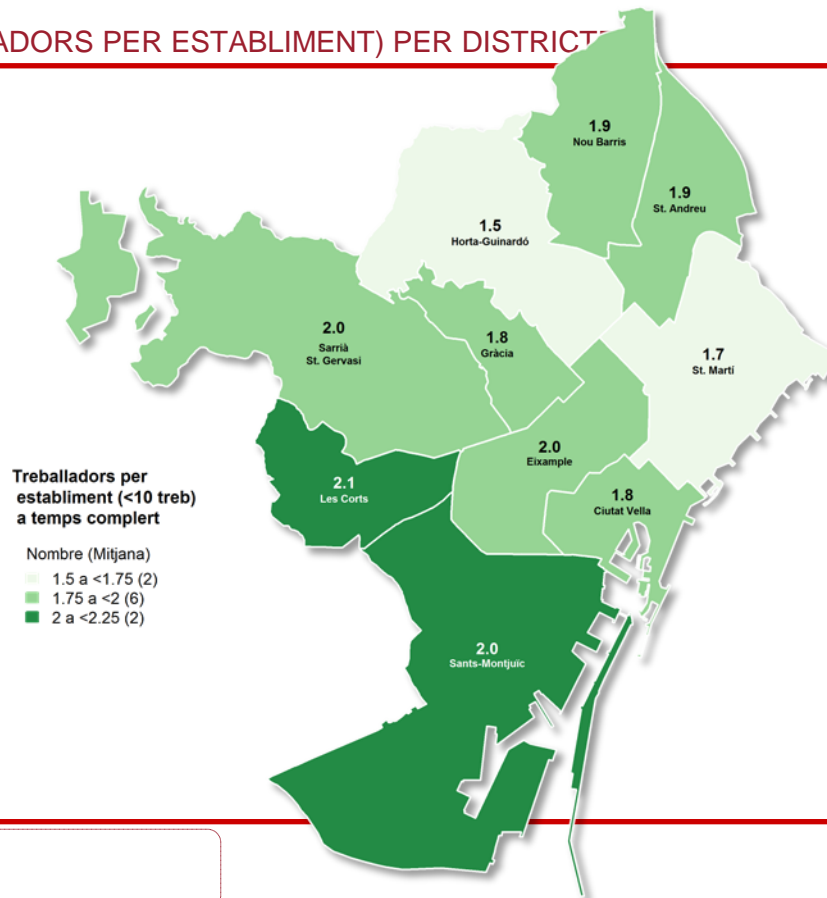 ADORS PER ESTABLIMENT) PER DISTRICT
1.9
Nou Barris
1.9
St. Andreu
1.5
Horta-Guinardó
2.0
Sarrià
St. Gervasi
1.8
Gràcia
1.7
St. Martí
2.0
Eixample
2.1
Les Corts
1.8
Ciutat Vella
2.0
Sants-Montjuïc
Treballadors per
establiment (<10 treb)
a temps complert
Nombre (Mitjana)
1.5 a <1.75 (2)
1.75 a <2 (6)
2 a <2.25 (2)